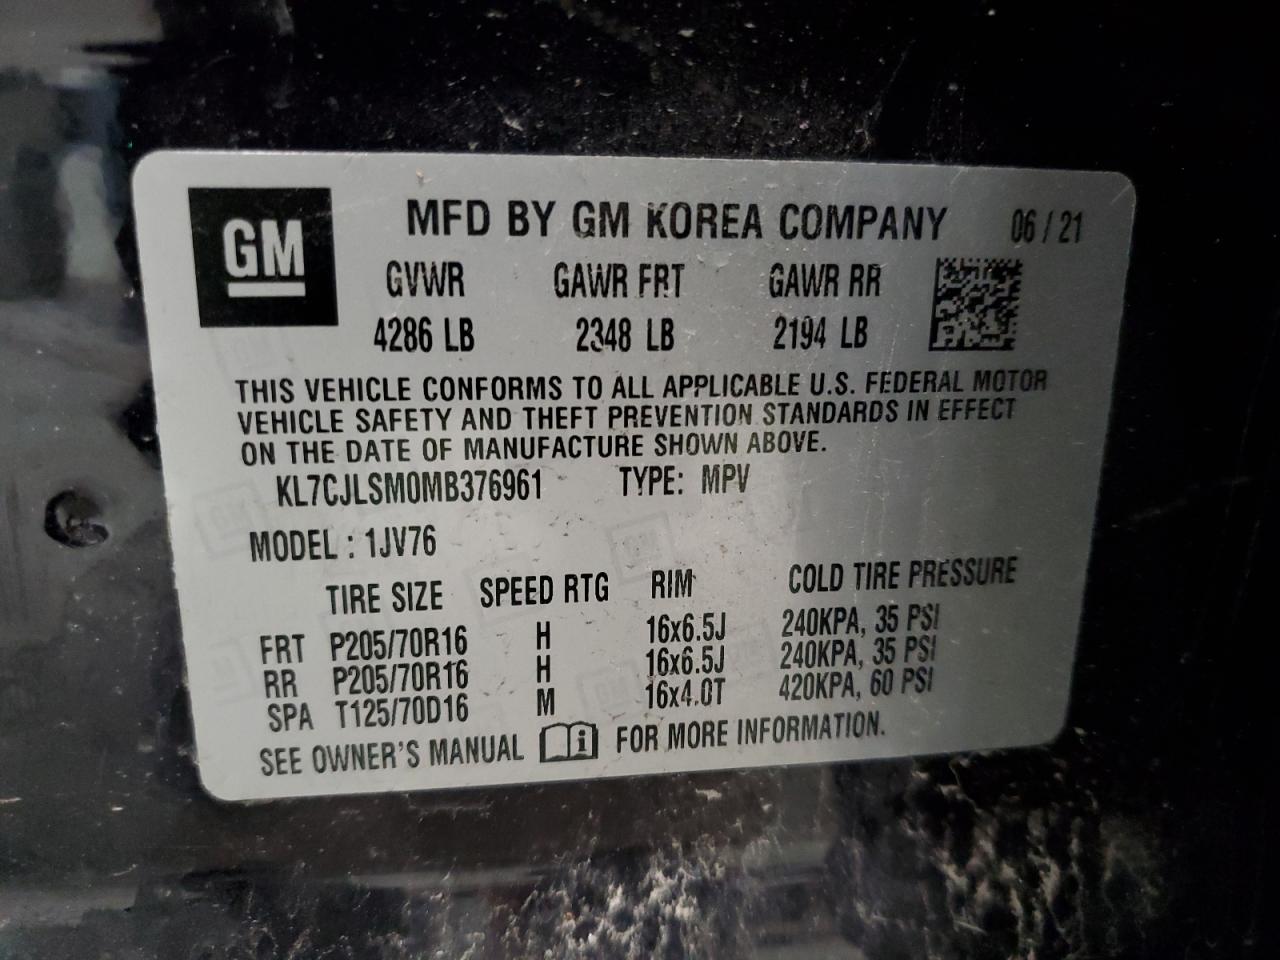 GM
MFD BY GM KOREA COMPANY 06/21
GVWR GAWR FRT GAWR RR
4286 LB 2348 LB 2194 LB
THIS VEHICLE CONFORMS TO ALL APPLICABLE U.S. FEDERAL MOTOR
VEHICLE SAFETY AND THEFT PREVENTION STANDARDS IN EFFECT
ON THE DATE OF MANUFACTURE SHOWN ABOVE.
KL7CJLSM0MB376961 TYPE: MPV
MODEL : 1JV76
TIRE SIZE SPEED RTG RIM COLD TIRE PRESSURE
FRT P205/70R16 H 16x6.5J 240KPA, 35 PSI
RR P205/70R16 H 16x6.5J 240KPA, 35 PSI
SPA T125/70D16 M 16x4.0T 420KPA, 60 PSI
SEE OWNER'S MANUAL i FOR MORE INFORMATION.